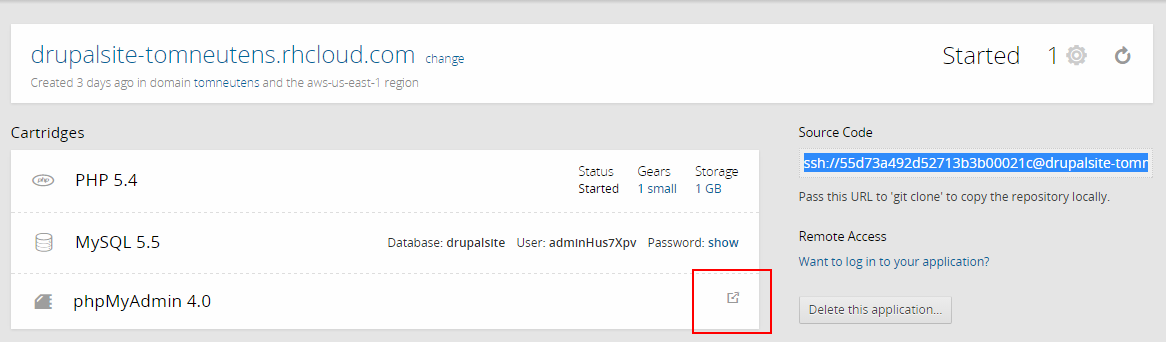 drupalsite-tomneutens.rhcloud.com change
Started 1
Created 3 days ago in domain tomneutens and the aws-us-east-1 region
Cartridges
php
PHP 5.4
Status Gears Storage
Started 1 small 1 GB
MySQL 5.5
Database: drupalsite User: adminHus7Xpv Password: show
phpMyAdmin 4.0
Source Code
ssh://55d73a492d52713b3b00021c@drupalsite-tomn
Pass this URL to 'git clone' to copy the repository locally.
Remote Access
Want to log in to your application?
Delete this application...